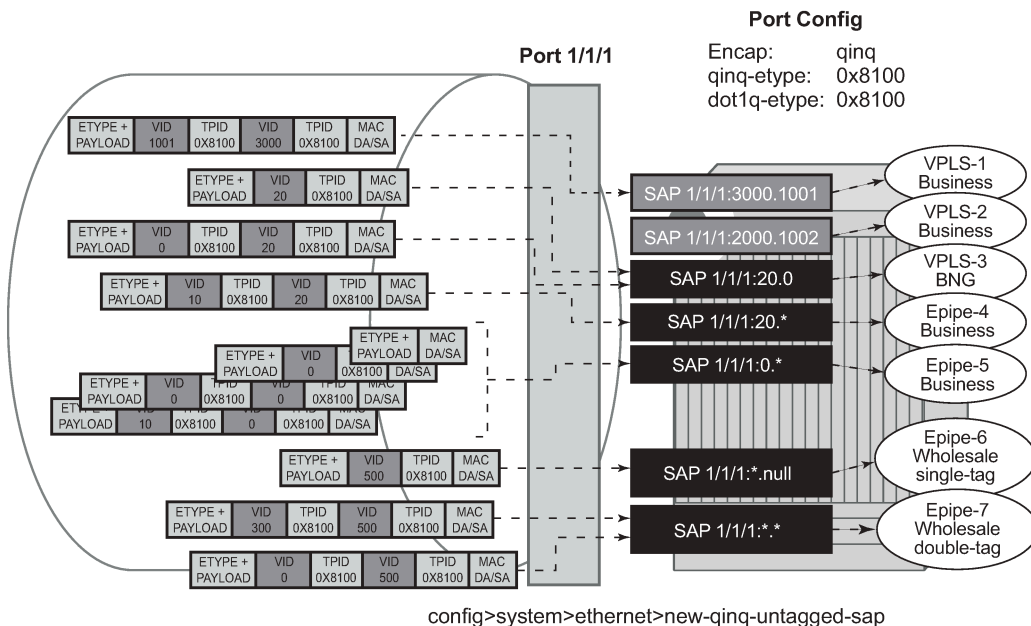 Port Config
Port 1/1/1
Encap: qinq
qinq-etype: 0x8100
dot1q-etype: 0x8100
ETYPE + PAYLOAD VID 1001 TPID 0X8100 VID 3000 TPID 0X8100 MAC DA/SA
ETYPE + PAYLOAD VID 20 TPID 0X8100 MAC DA/SA
ETYPE + PAYLOAD VID 0 TPID 0X8100 VID 20 TPID 0X8100 MAC DA/SA
ETYPE + PAYLOAD VID 10 TPID 0X8100 VID 20 TPID 0X8100 MAC DA/SA
ETYPE + PAYLOAD MAC DA/SA
ETYPE + PAYLOAD VID 0 0X8100 DA/SA
ETYPE + PAYLOAD VID 0 TPID 0X8100 VID 0 TPID 0X8100 MAC DA/SA
ETYPE + PAYLOAD VID 10 TPID 0X8100 VID 0 TPID 0X8100 MAC DA/SA
ETYPE + PAYLOAD VID 500 TPID 0X8100 MAC DA/SA
ETYPE + PAYLOAD VID 300 TPID 0X8100 VID 500 TPID 0X8100 MAC DA/SA
ETYPE + PAYLOAD VID 0 TPID 0X8100 VID 500 TPID 0X8100 MAC DA/SA
SAP 1/1/1:3000.1001
SAP 1/1/1:2000.1002
SAP 1/1/1:20.0
SAP 1/1/1:20.*
SAP 1/1/1:0.*
SAP 1/1/1:*.null
SAP 1/1/1:*.*
VPLS-1
Business
VPLS-2
Business
VPLS-3
BNG
Epipe-4
Business
Epipe-5
Business
Epipe-6
Wholesale
single-tag
Epipe-7
Wholesale
double-tag
config>system>ethernet>new-qinq-untagged-sap